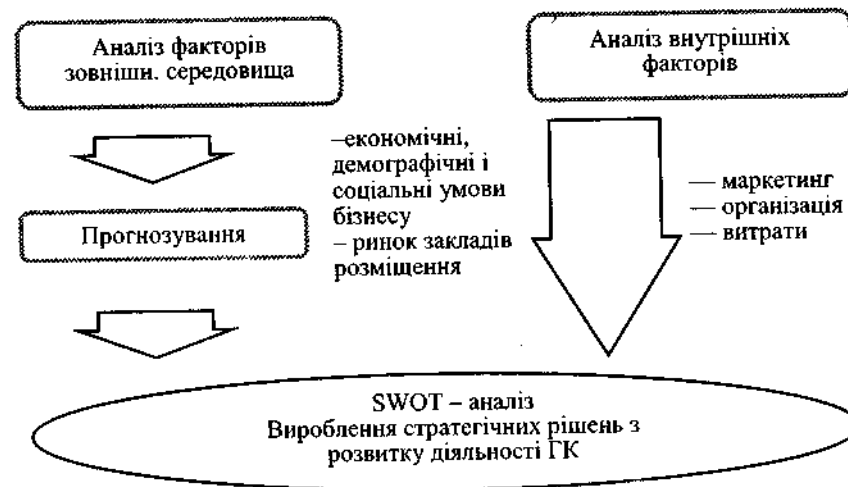 Аналіз факторів
зовнішн. середовища
Аналіз внутрішніх
факторів
–економічні,
демографічні і
соціальні умови
бізнесу
– ринок закладів
розміщення
— маркетинг
— організація
— витрати
Прогнозування
SWOT – аналіз
Вироблення стратегічних рішень з
розвитку діяльності ГК